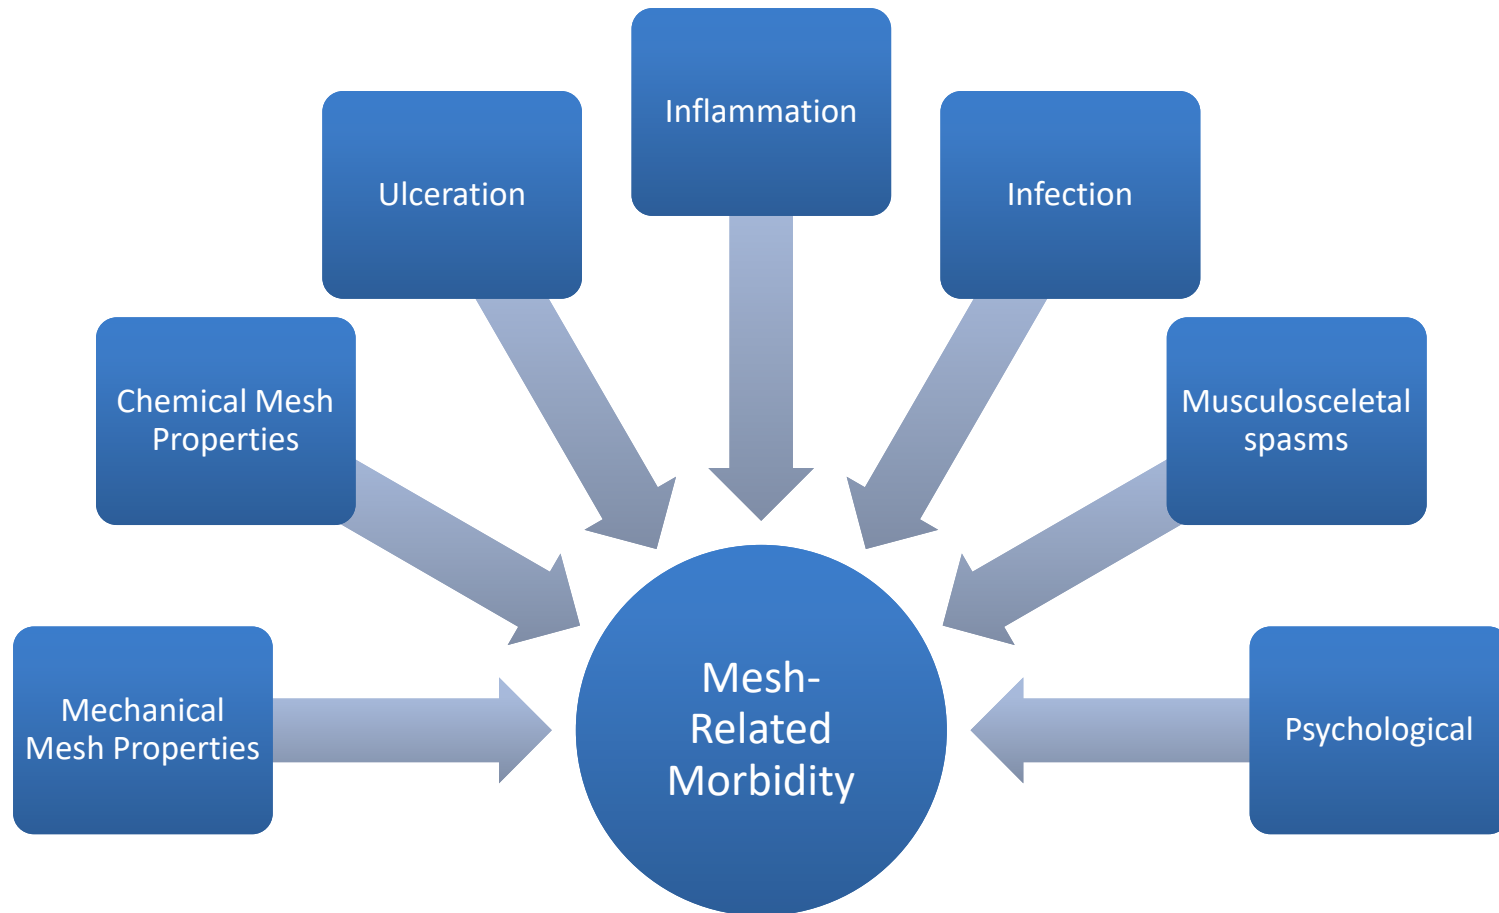 Inflammation
Ulceration
Infection
Chemical Mesh
Properties
Musculosceletal
spasms
Mechanical
Mesh Properties
Mesh-
Related
Morbidity
Psychological